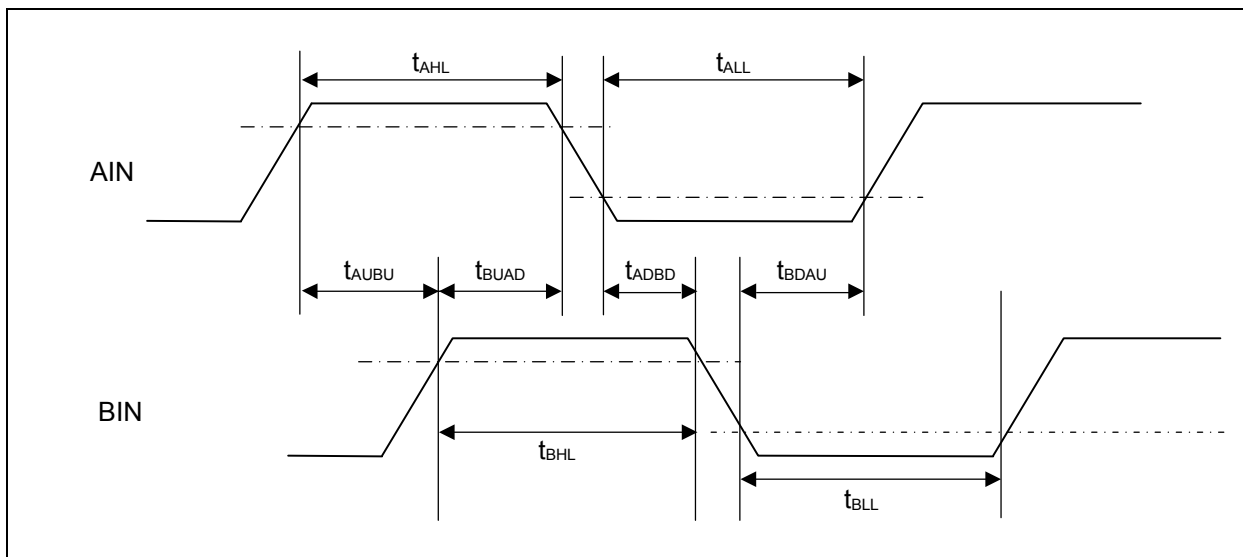 tAHL
tALL
AIN
tAUBU
tBUAD
tADBD
tBDAU
BIN
tBHL
tBLL